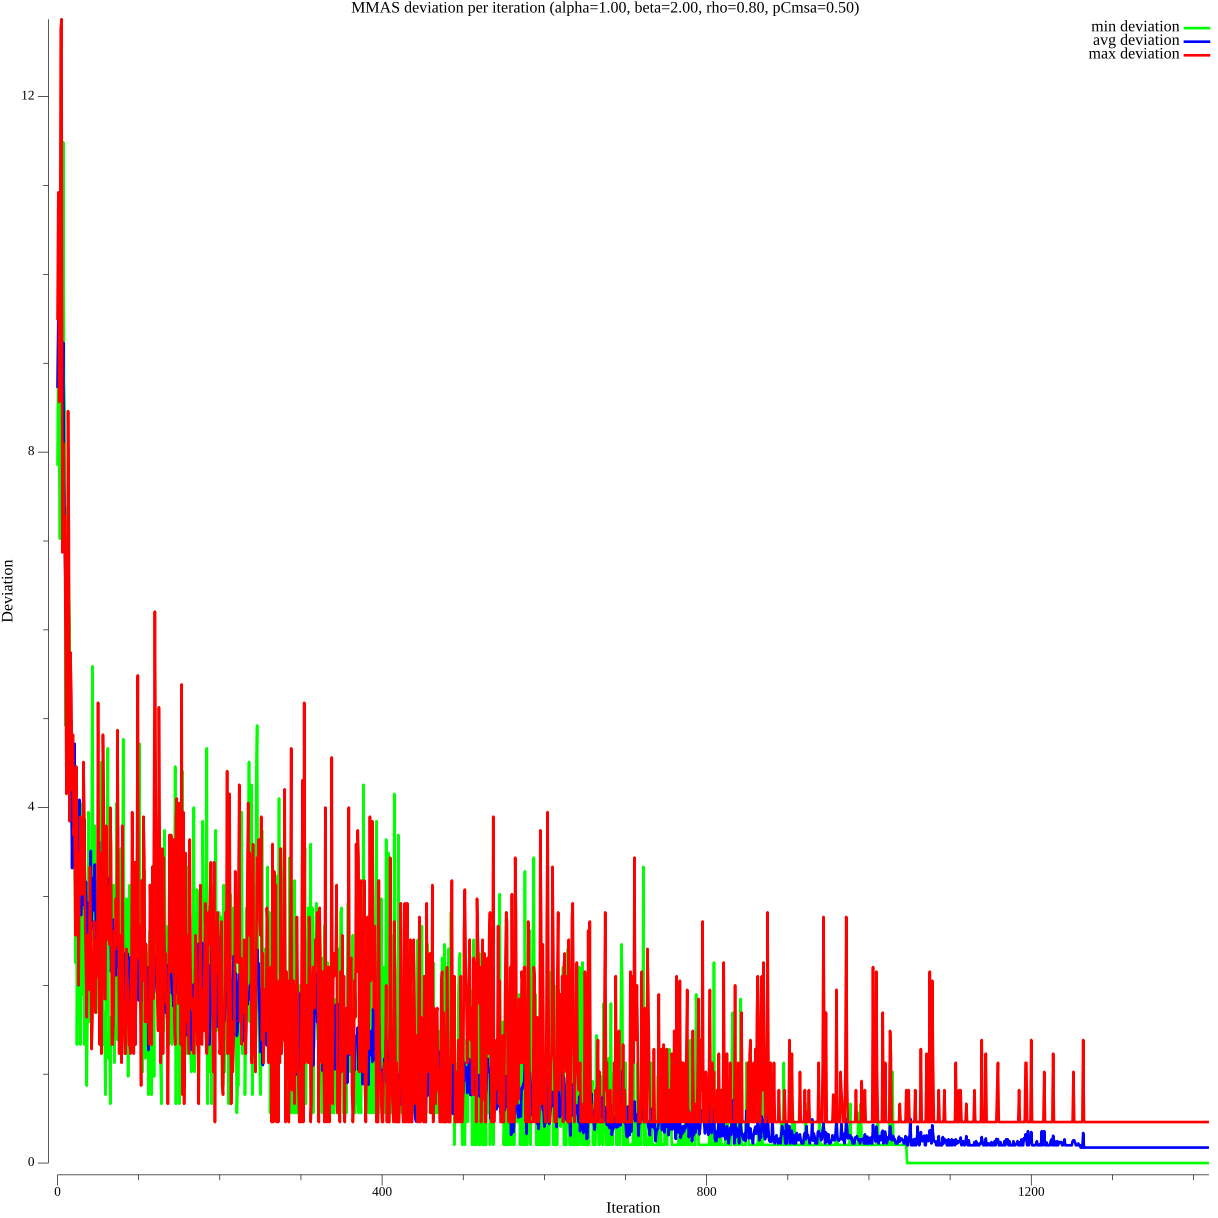 MMAS deviation per iteration (alpha=1.00, beta=2.00, rho=0.80, pCmsa=0.50)
min deviation
avg deviation
max deviation
12
8
4
0
Deviation
0
400
800
1200
Iteration